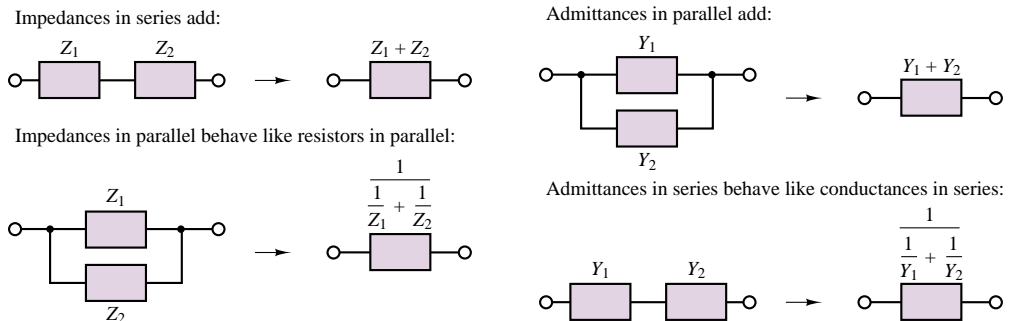 Impedances in series add:
Z1 Z2 Z1 + Z2
Impedances in parallel behave like resistors in parallel:
Z1
Z2
1
1 + 1
Z1 Z2
Admittances in parallel add:
Y1
Y2
Y1 + Y2
Admittances in series behave like conductances in series:
Y1 Y2
1
1 + 1
Y1 Y2